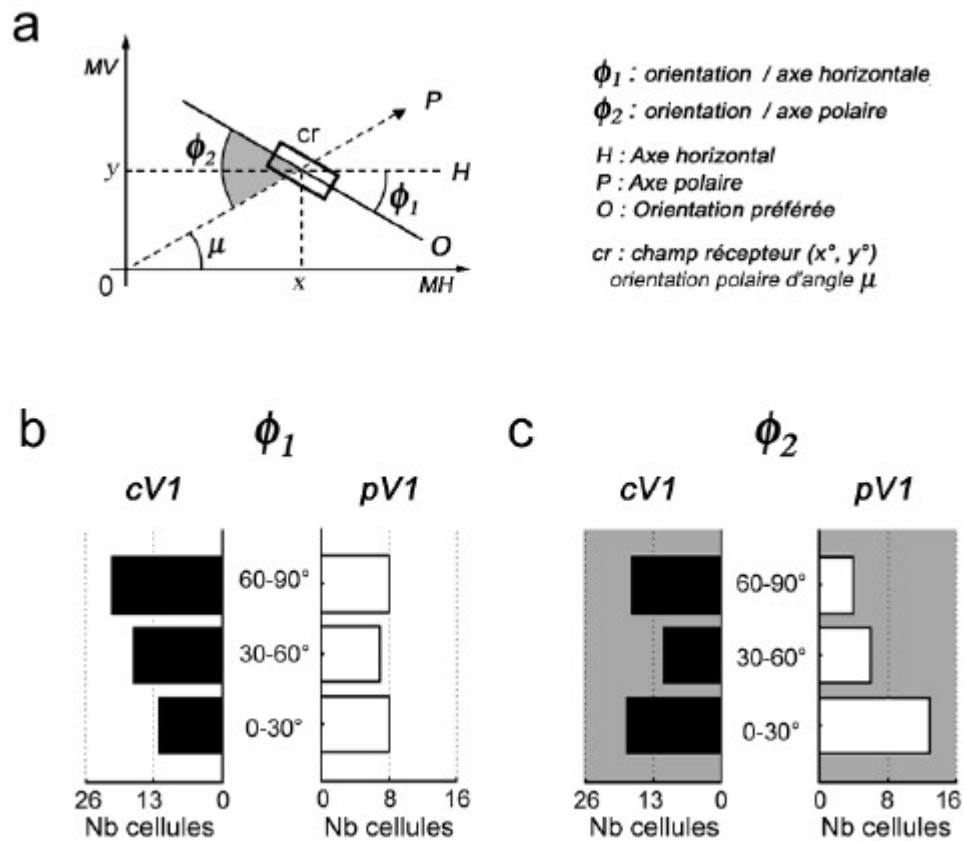 a
MV
P
cr
ϕ2
y
H
ϕ1
μ
O
0
x
MH
ϕ1 : orientation / axe horizontale
ϕ2 : orientation / axe polaire
H : Axe horizontal
P : Axe polaire
O : Orientation préférée
cr : champ récepteur (x°, y°)
orientation polaire d'angle μ
b
ϕ1
cV1
pV1
60-90°
30-60°
0-30°
26
13
0
0
8
16
Nb cellules
Nb cellules
c
ϕ2
cV1
pV1
60-90°
30-60°
0-30°
26
13
0
0
8
16
Nb cellules
Nb cellules